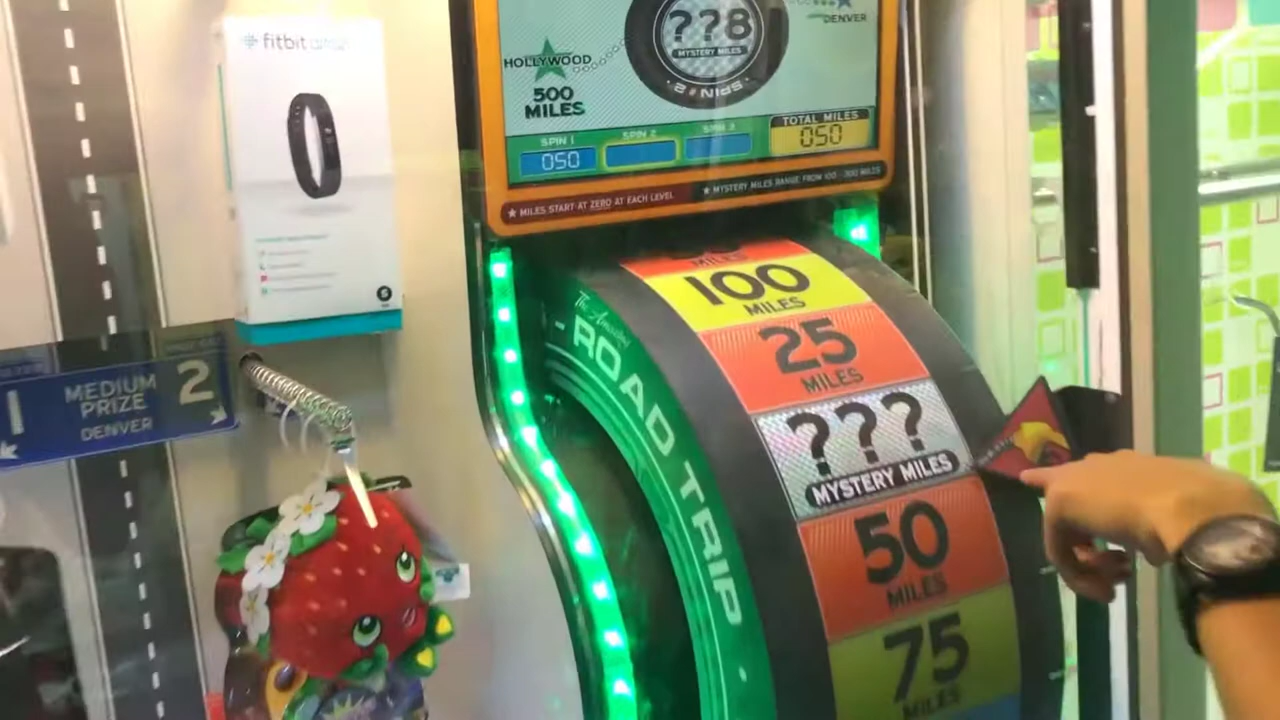 fitbit
HOLLYWOOD
500
MILES
??8
MYSTERY MILES
SPIN #2
DENVER
SPIN 1
050
SPIN 2
SPIN 3
TOTAL MILES
050
★ MILES START AT ZERO AT EACH LEVEL
★ MYSTERY MILES RANGE FROM 100 - 300 MILES
1
MEDIUM
PRIZE
DENVER
2
The Amazing
ROAD TRIP
MILES
100
MILES
25
MILES
???
MYSTERY MILES
50
MILES
75
MILES